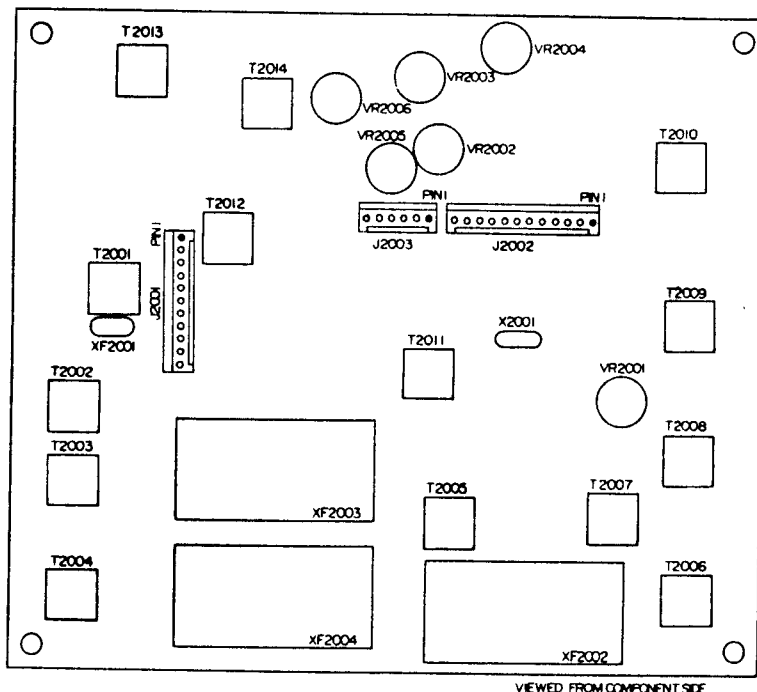 T2013
VR2004
T2014
VR2003
VR2006
VR2005
VR2002
T2010
PIN1
PIN1
T2012
J2003
J2002
PIN1
T2001
J2001
T2009
XF2001
X2001
T2011
T2002
VR2001
T2003
T2008
T2005
T2007
XF2003
T2004
T2006
XF2004
XF2002
VIEWED FROM COMPONENT SIDE